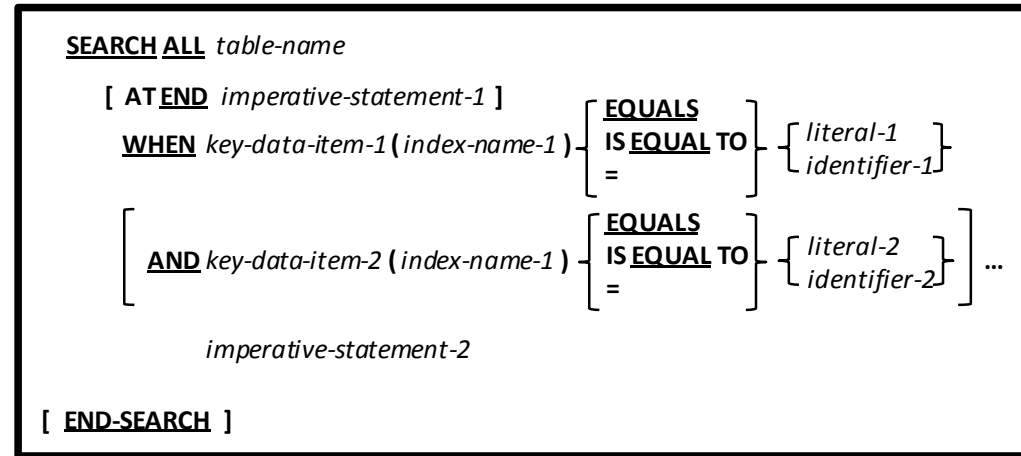 SEARCH ALL table-name
[ AT END imperative-statement-1 ]
WHEN key-data-item-1 ( index-name-1 )
EQUALS
IS EQUAL TO
=
literal-1
identifier-1
AND key-data-item-2 ( index-name-1 )
EQUALS
IS EQUAL TO
=
literal-2
identifier-2
...
imperative-statement-2
[ END-SEARCH ]